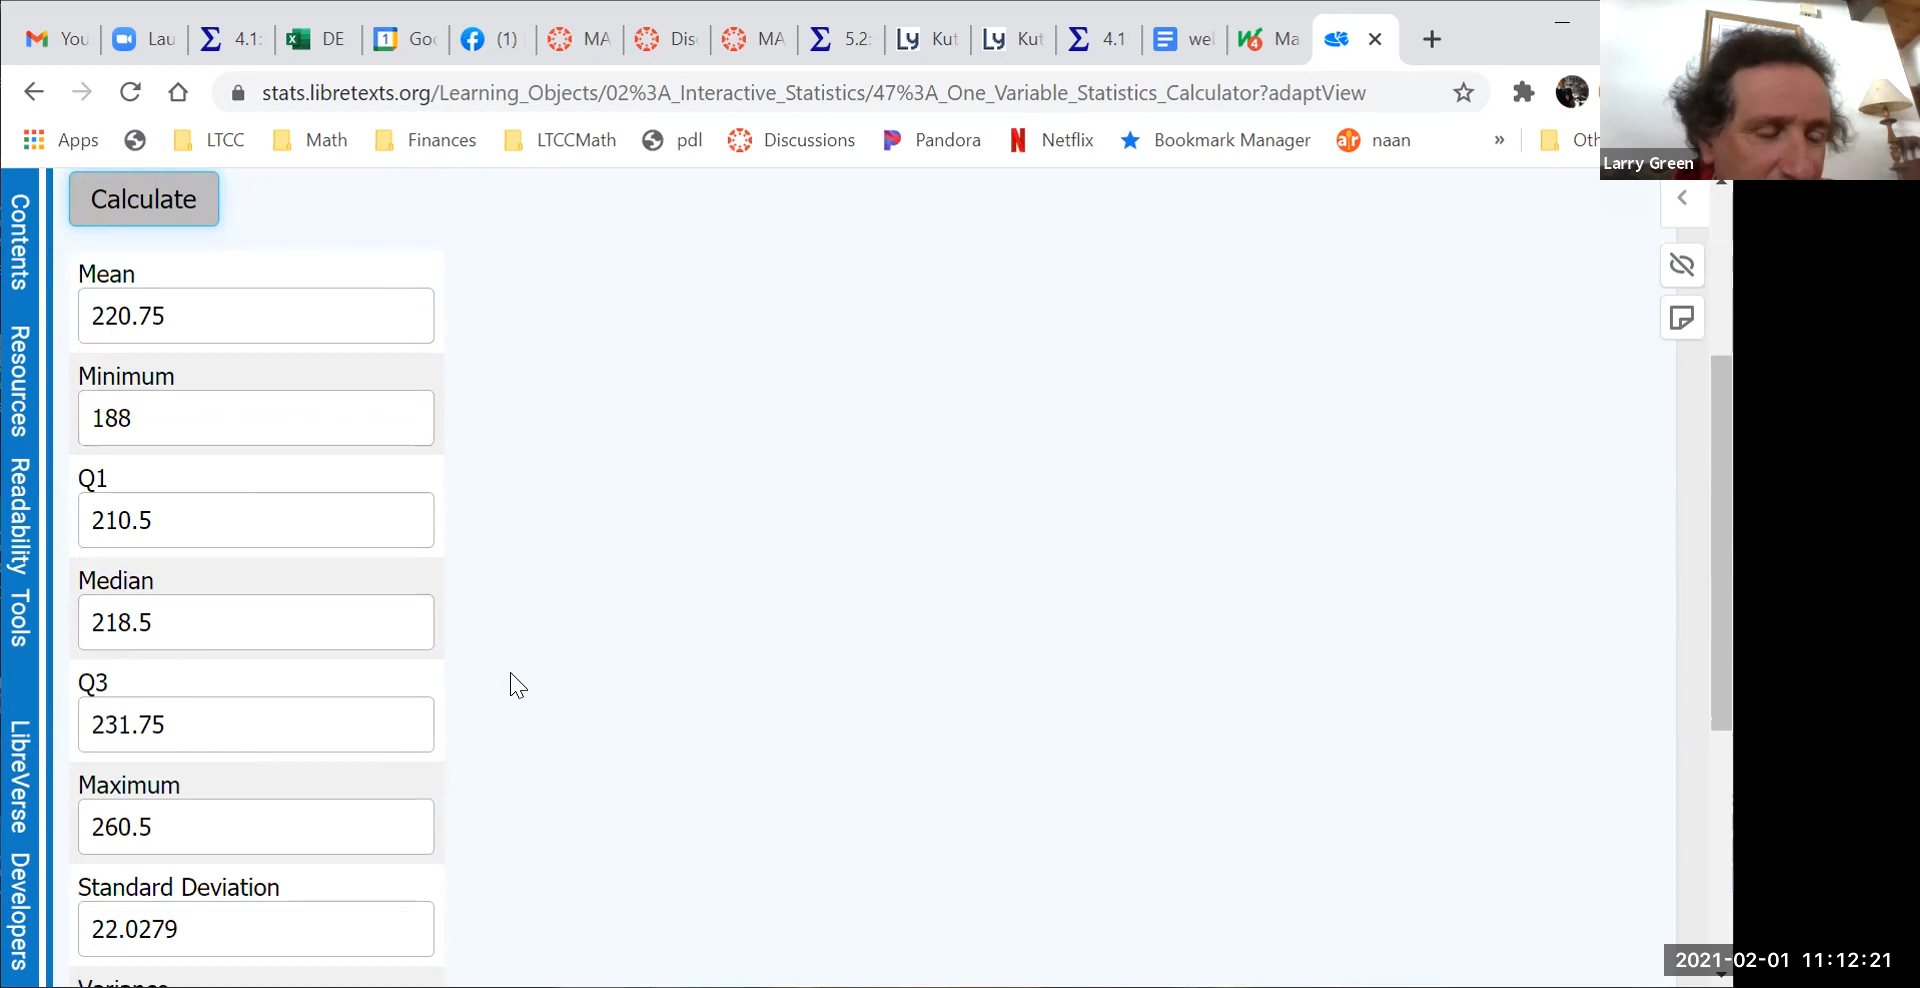 You Lau 4.1: DE Goo (1) MA Dis MA 5.2: Kut Kut 4.1 we Ma
stats.libretexts.org/Learning_Objects/02%3A_Interactive_Statistics/47%3A_One_Variable_Statistics_Calculator?adaptView
Apps LTCC Math Finances LTCCMath pdl Discussions Pandora Netflix Bookmark Manager naan » Oth
Larry Green
Contents
Resources
Readability
Tools
LibreVerse
Developers
Calculate
Mean
220.75
Minimum
188
Q1
210.5
Median
218.5
Q3
231.75
Maximum
260.5
Standard Deviation
22.0279
Variance
2021-02-01 11:12:21